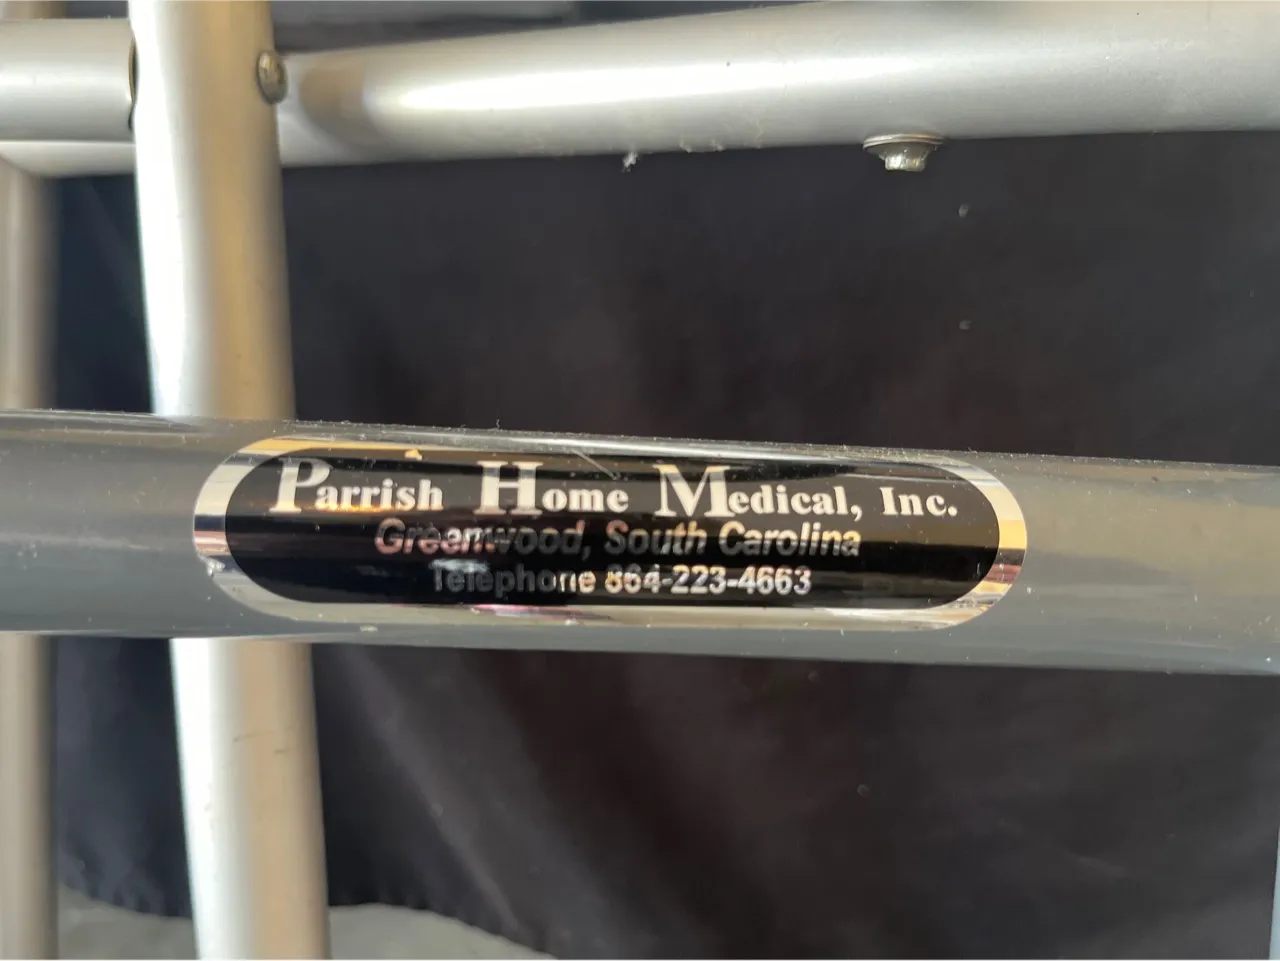 Parrish Home Medical, Inc.
Greenwood, South Carolina
Telephone 864-223-4663